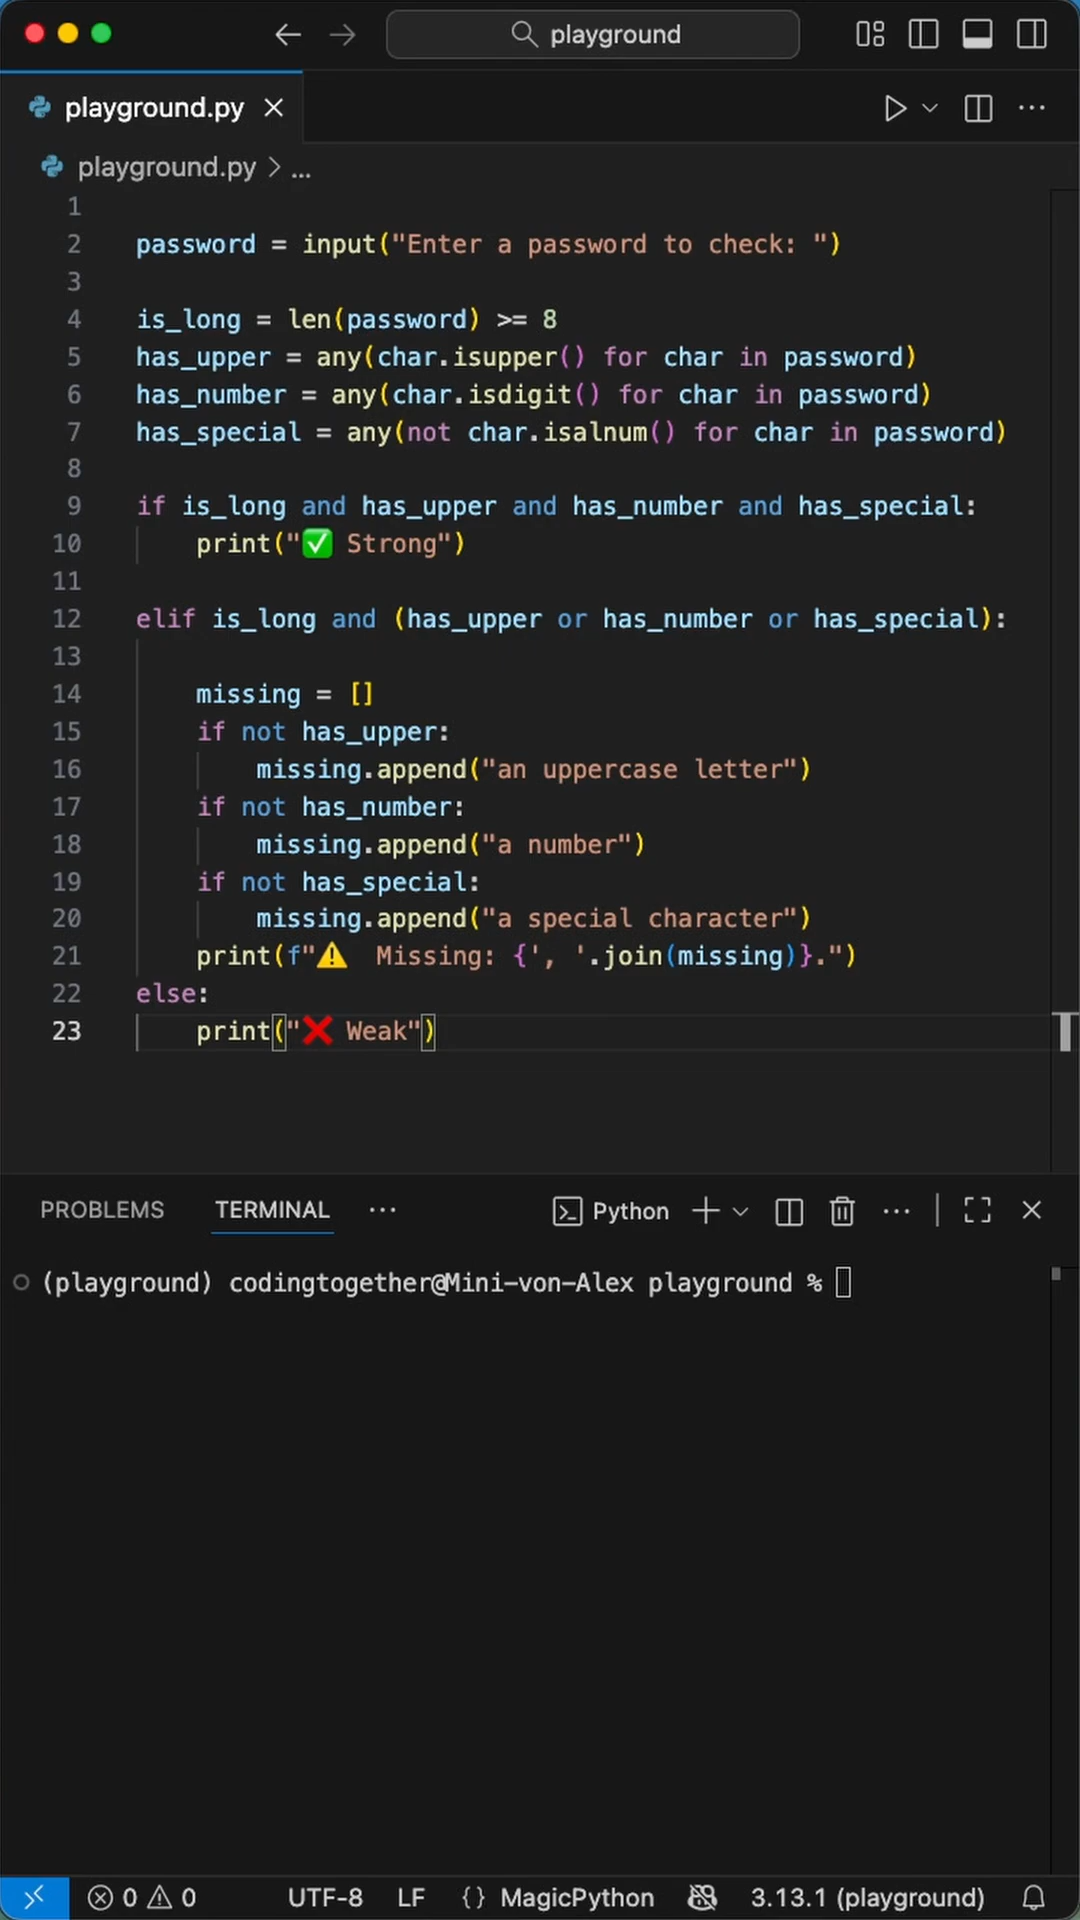 playground
playground.py
playground.py > ...
1
2 password = input("Enter a password to check: ")
3
4 is_long = len(password) >= 8
5 has_upper = any(char.isupper() for char in password)
6 has_number = any(char.isdigit() for char in password)
7 has_special = any(not char.isalnum() for char in password)
8
9 if is_long and has_upper and has_number and has_special:
10     print("✅ Strong")
11
12 elif is_long and (has_upper or has_number or has_special):
13
14     missing = []
15     if not has_upper:
16         missing.append("an uppercase letter")
17     if not has_number:
18         missing.append("a number")
19     if not has_special:
20         missing.append("a special character")
21     print(f"⚠️  Missing: {', '.join(missing)}.")
22 else:
23     print("❌ Weak")
PROBLEMS TERMINAL ... Python
(playground) codingtogether@Mini-von-Alex playground %
0 0 UTF-8 LF {} MagicPython 3.13.1 (playground)